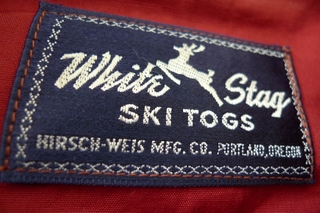 White Stag
SKI TOGS
HIRSCH-WEIS MFG. CO. PORTLAND, OREGON